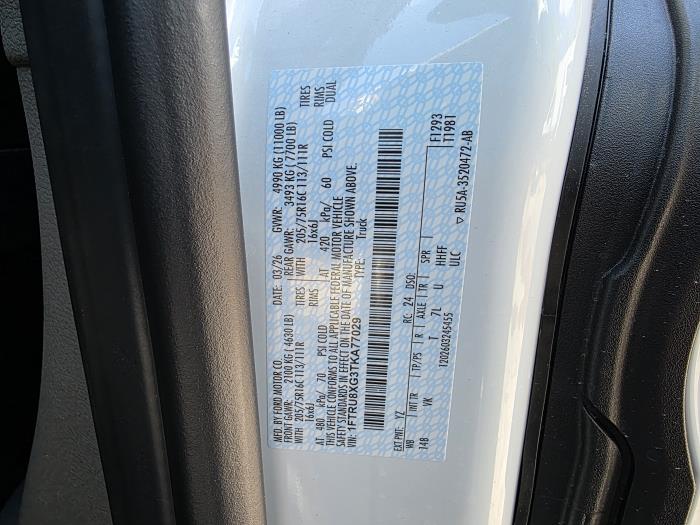 MFD. BY FORD MOTOR CO. DATE: 03/26 GVWR: 4990 KG (11000 LB)
FRONT GAWR: 2100 KG (4630 LB) REAR GAWR: 3493 KG (7700 LB)
WITH 205/75R16C 113/111R TIRES WITH 205/75R16C 113/111R TIRES
16x6J RIMS 16x6J RIMS
AT 480 kPa/ 70 PSI COLD AT 420 kPa/ 60 PSI COLD DUAL
THIS VEHICLE CONFORMS TO ALL APPLICABLE FEDERAL MOTOR VEHICLE
SAFETY STANDARDS IN EFFECT ON THE DATE OF MANUFACTURE SHOWN ABOVE.
VIN: 1FTRU8XG3TKA77029 TYPE: Truck
F1293
T1981
EXT PNT: YZ RC: 24 DSO:
WB INT TR TP/PS R AXLE TR SPR
148 VK T 7L U HHFF
ULC
1202603245455
RU5A-3520472-AB